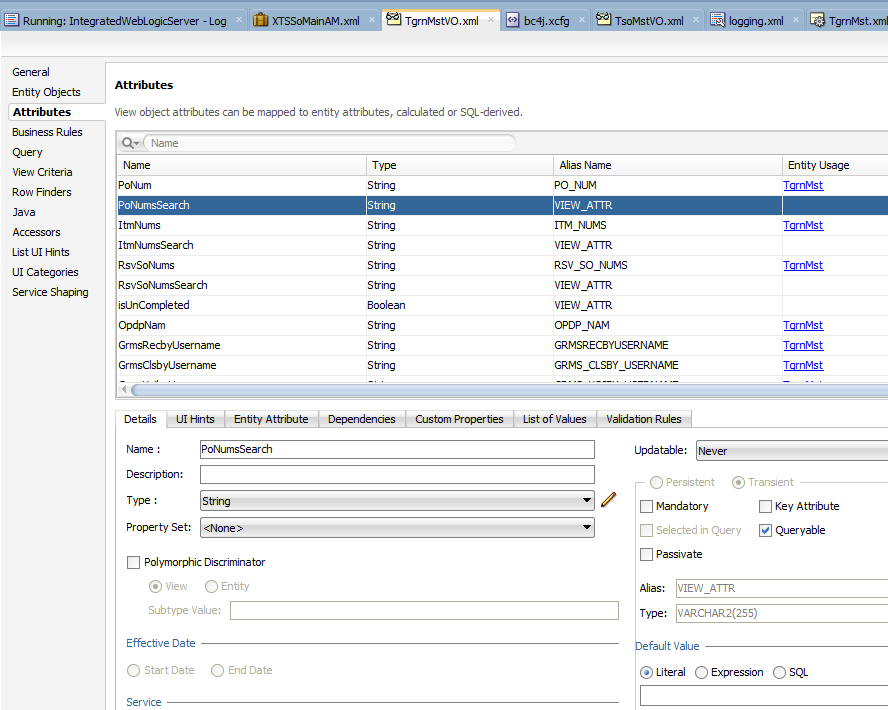 Running: IntegratedWebLogicServer - Log XTSSoMainAM.xml TgrnMstVO.xml bc4j.xcfg TsoMstVO.xml logging.xml TgrnMst.xml
General
Entity Objects
Attributes
Business Rules
Query
View Criteria
Row Finders
Java
Accessors
List UI Hints
UI Categories
Service Shaping
Attributes
View object attributes can be mapped to entity attributes, calculated or SQL-derived.
Name
Name Type Alias Name Entity Usage
PoNum String PO_NUM TgrnMst
PoNumsSearch String VIEW_ATTR
ItmNums String ITM_NUMS TgrnMst
ItmNumsSearch String VIEW_ATTR
RsvSoNums String RSV_SO_NUMS TgrnMst
RsvSoNumsSearch String VIEW_ATTR
isUnCompleted Boolean VIEW_ATTR
OpdpNam String OPDP_NAM TgrnMst
GrmsRecbyUsername String GRMSRECBYUSERNAME TgrnMst
GrmsClsbyUsername String GRMS_CLSBY_USERNAME TgrnMst
Details UI Hints Entity Attribute Dependencies Custom Properties List of Values Validation Rules
Name : PoNumsSearch
Description:
Type : String
Property Set: <None>
Polymorphic Discriminator
View Entity
Subtype Value:
Effective Date
Start Date End Date
Service
Updatable: Never
Persistent Transient
Mandatory Key Attribute
Selected in Query Queryable
Passivate
Alias: VIEW_ATTR
Type: VARCHAR2(255)
Default Value
Literal Expression SQL